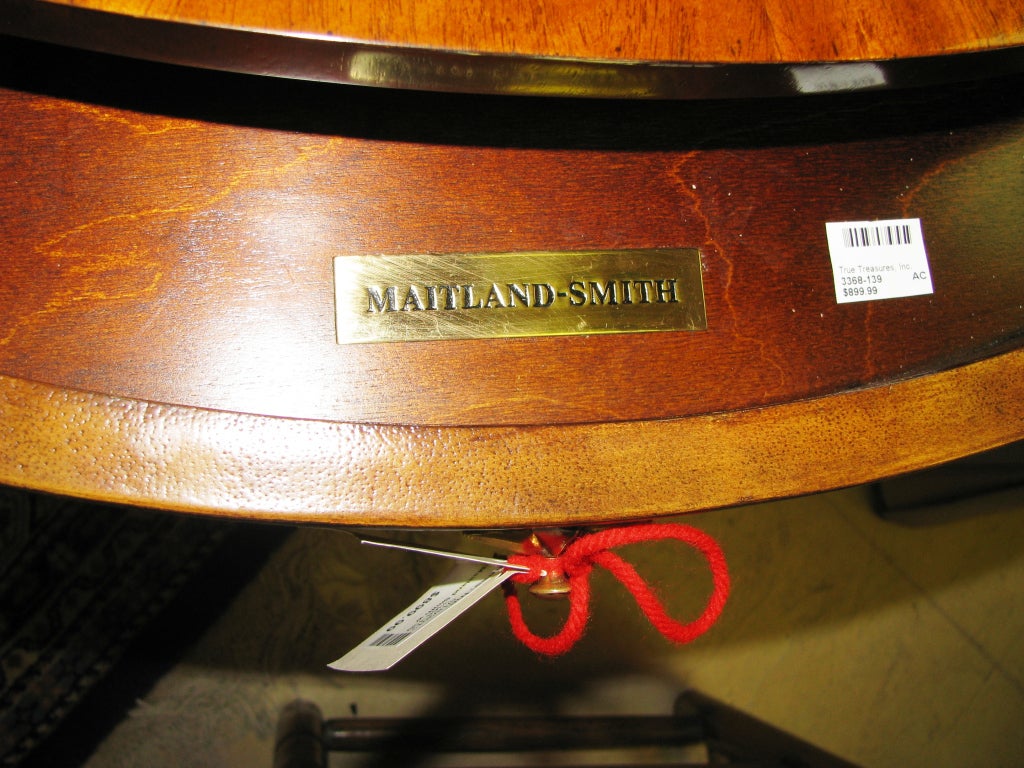 MAITLAND-SMITH
True Treasures, Inc.
3368-139 AC
$899.99